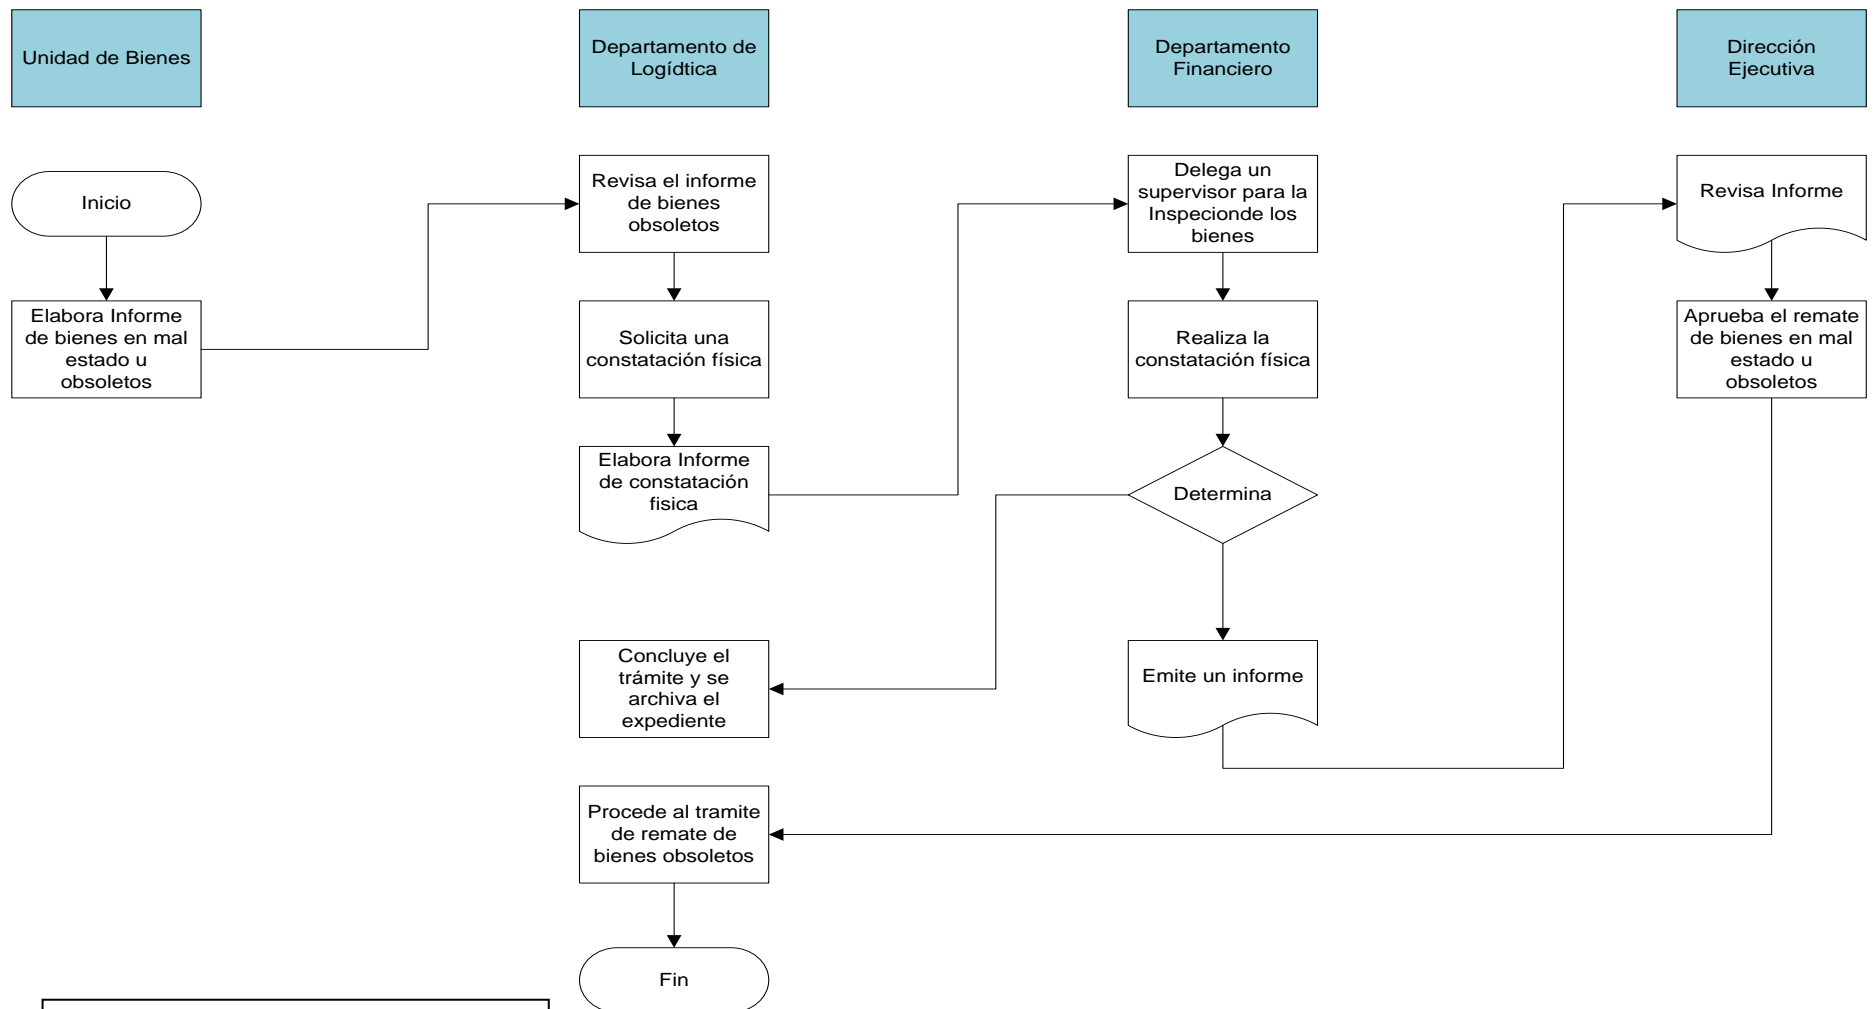 Unidad de Bienes
Departamento de
Logídtica
Departamento
Financiero
Dirección
Ejecutiva
Inicio
Elabora Informe
de bienes en mal
estado u
obsoletos
Revisa el informe
de bienes
obsoletos
Solicita una
constatación física
Elabora Informe
de constatación
fisica
Concluye el
trámite y se
archiva el
expediente
Procede al tramite
de remate de
bienes obsoletos
Fin
Delega un
supervisor para la
Inspecionde los
bienes
Realiza la
constatación física
Determina
Emite un informe
Revisa Informe
Aprueba el remate
de bienes en mal
estado u
obsoletos